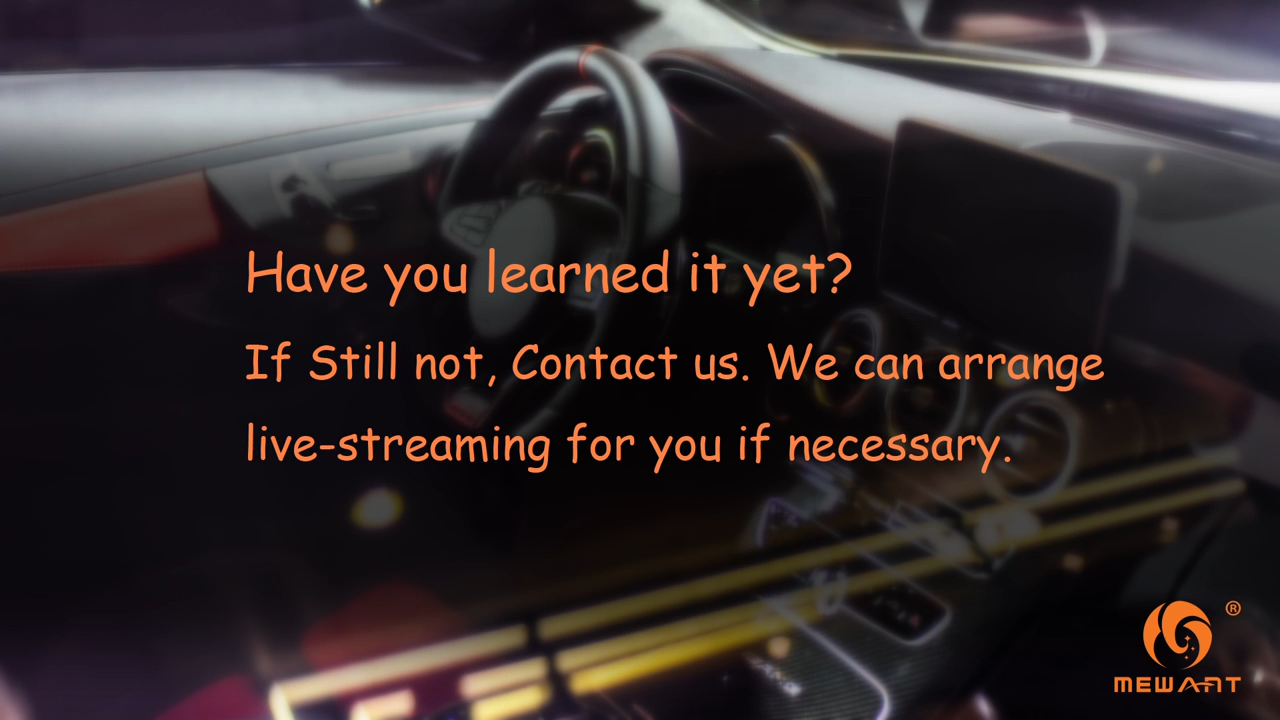 Have you learned it yet?
If Still not, Contact us. We can arrange
live-streaming for you if necessary.
®
MEWANT